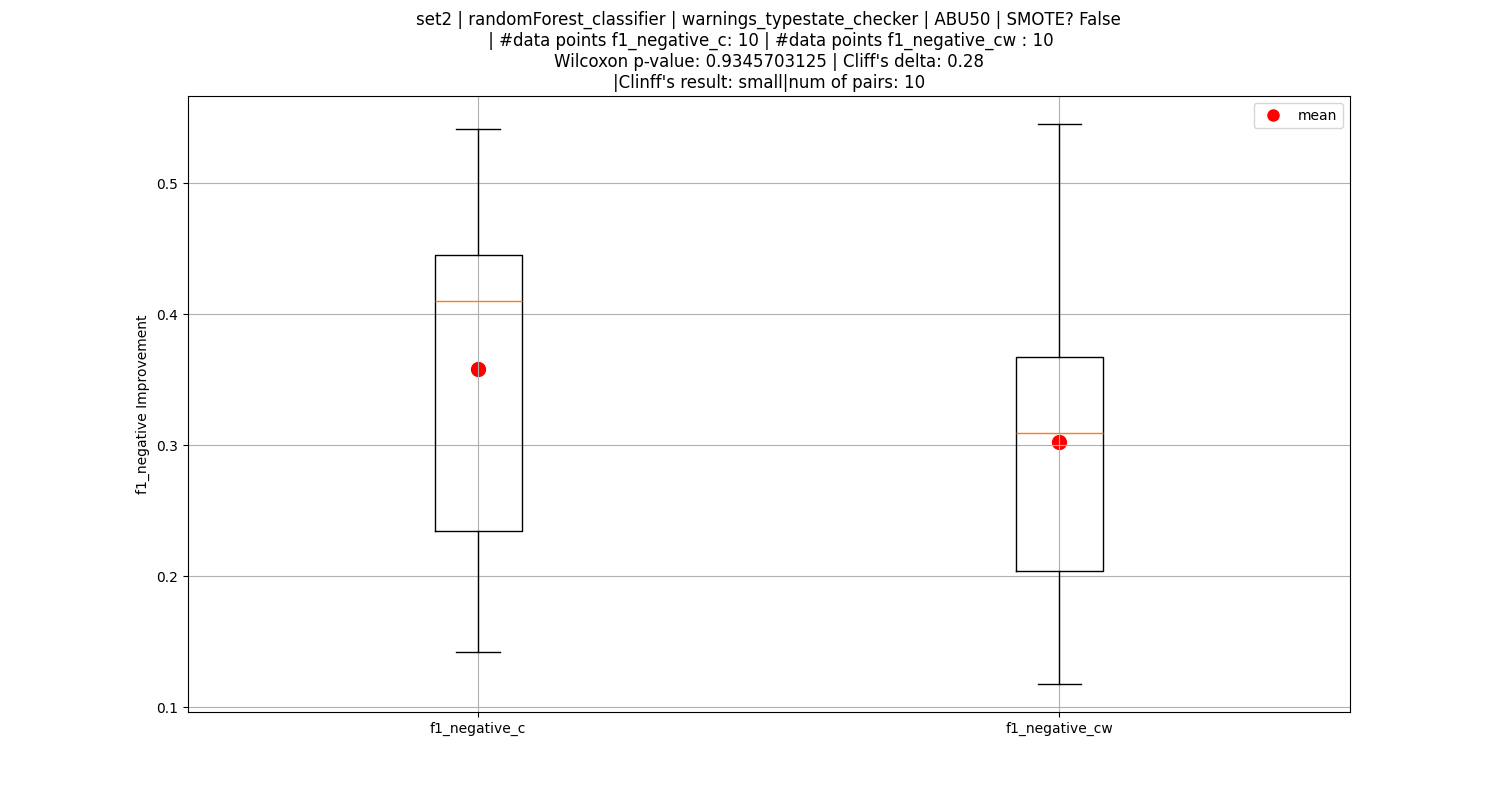 set2 | randomForest_classifier | warnings_typestate_checker | ABU50 | SMOTE? False
| #data points f1_negative_c: 10 | #data points f1_negative_cw : 10
Wilcoxon p-value: 0.9345703125 | Cliff's delta: 0.28
|Clinff's result: small|num of pairs: 10
mean
0.5
0.4
0.3
0.2
0.1
f1_negative Improvement
f1_negative_c
f1_negative_cw